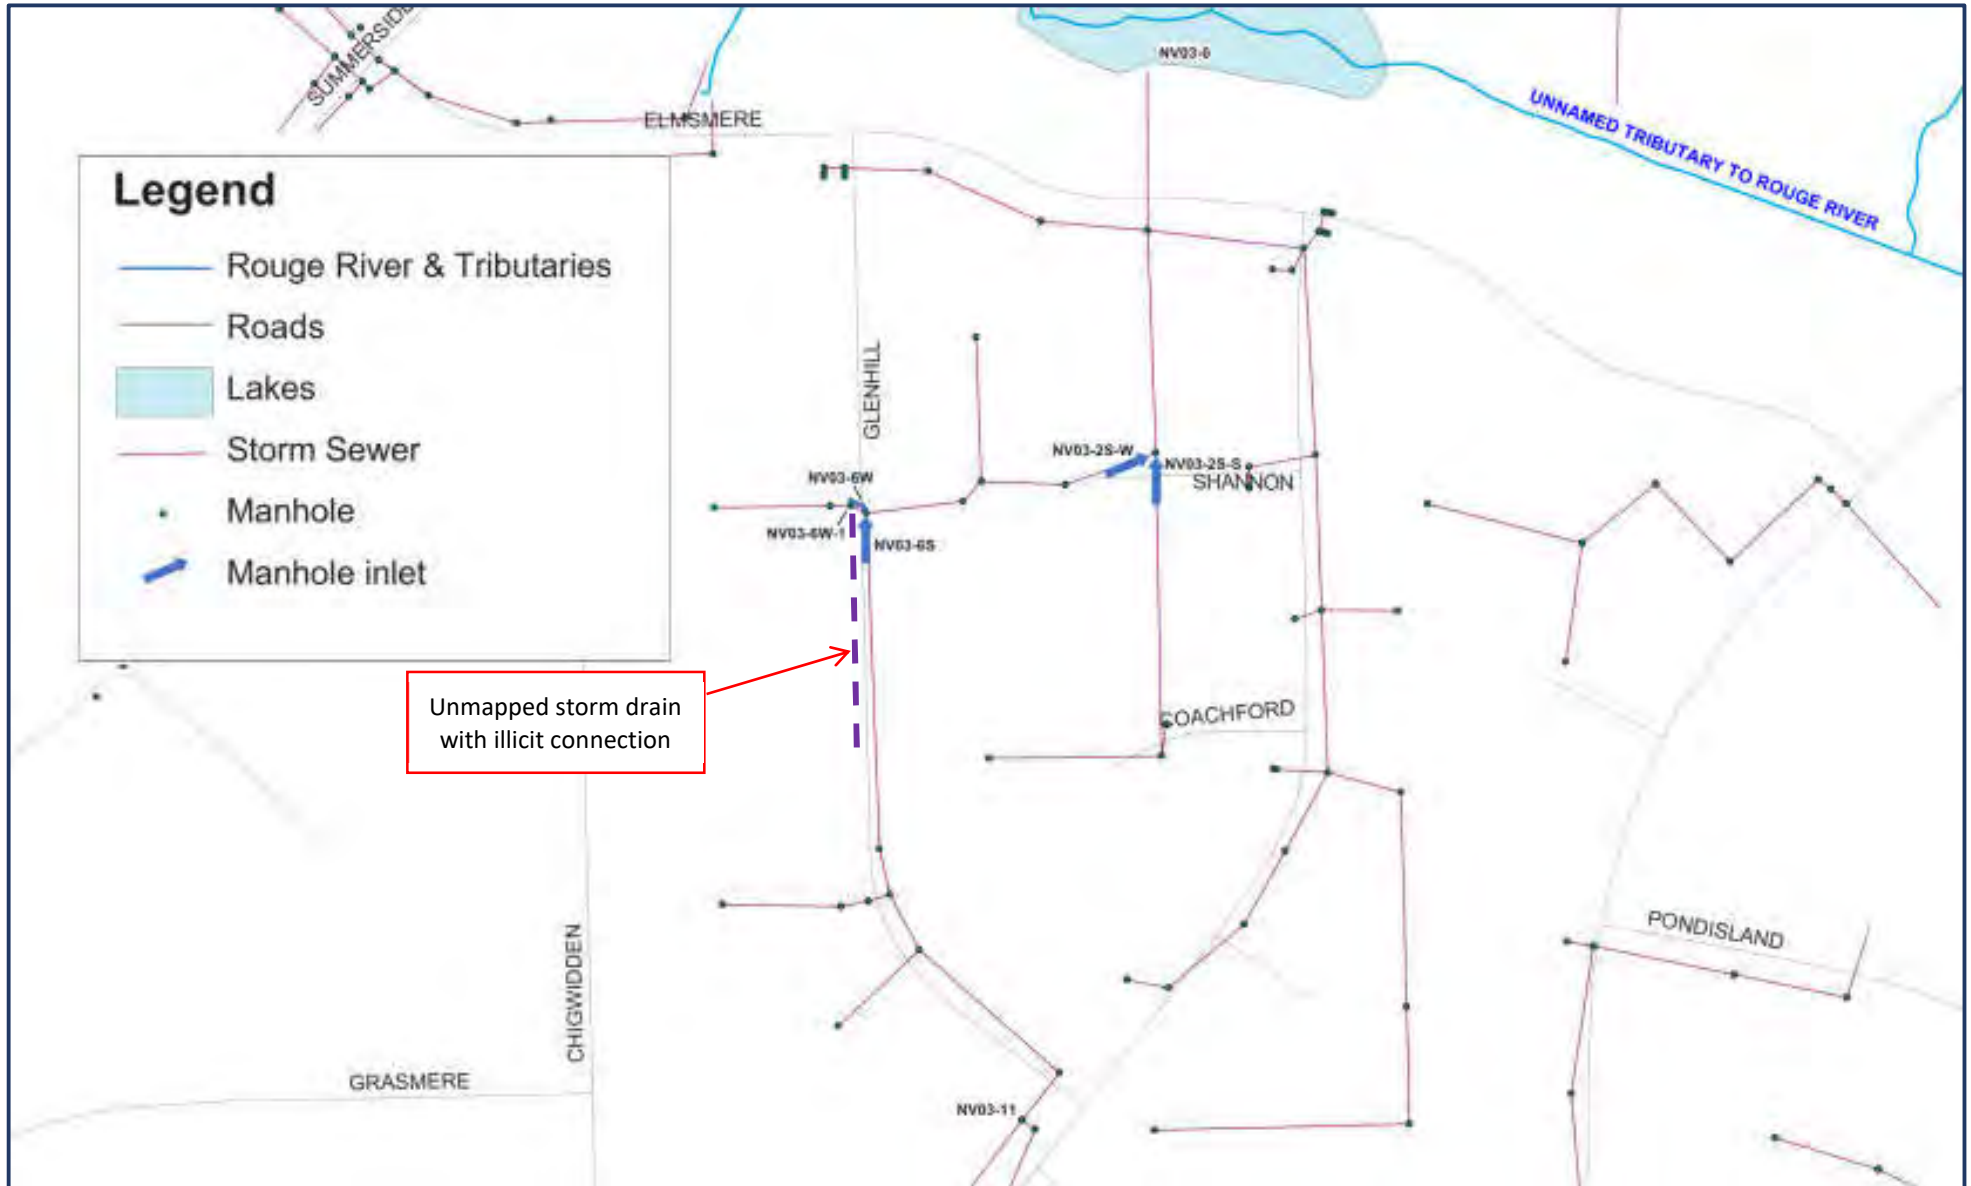 SUMMERSIDE
NV03-6
ELMSMERE
UNNAMED TRIBUTARY TO ROUGE RIVER
Legend
Rouge River & Tributaries
Roads
Lakes
Storm Sewer
Manhole
Manhole inlet
GLENHILL
NV03-2S-W
NV03-2S-S
SHANNON
NV03-6W
NV03-6W-1
NV03-6S
Unmapped storm drain
with illicit connection
COACHFORD
CHIGWIDDEN
PONDISLAND
GRASMERE
NV03-11